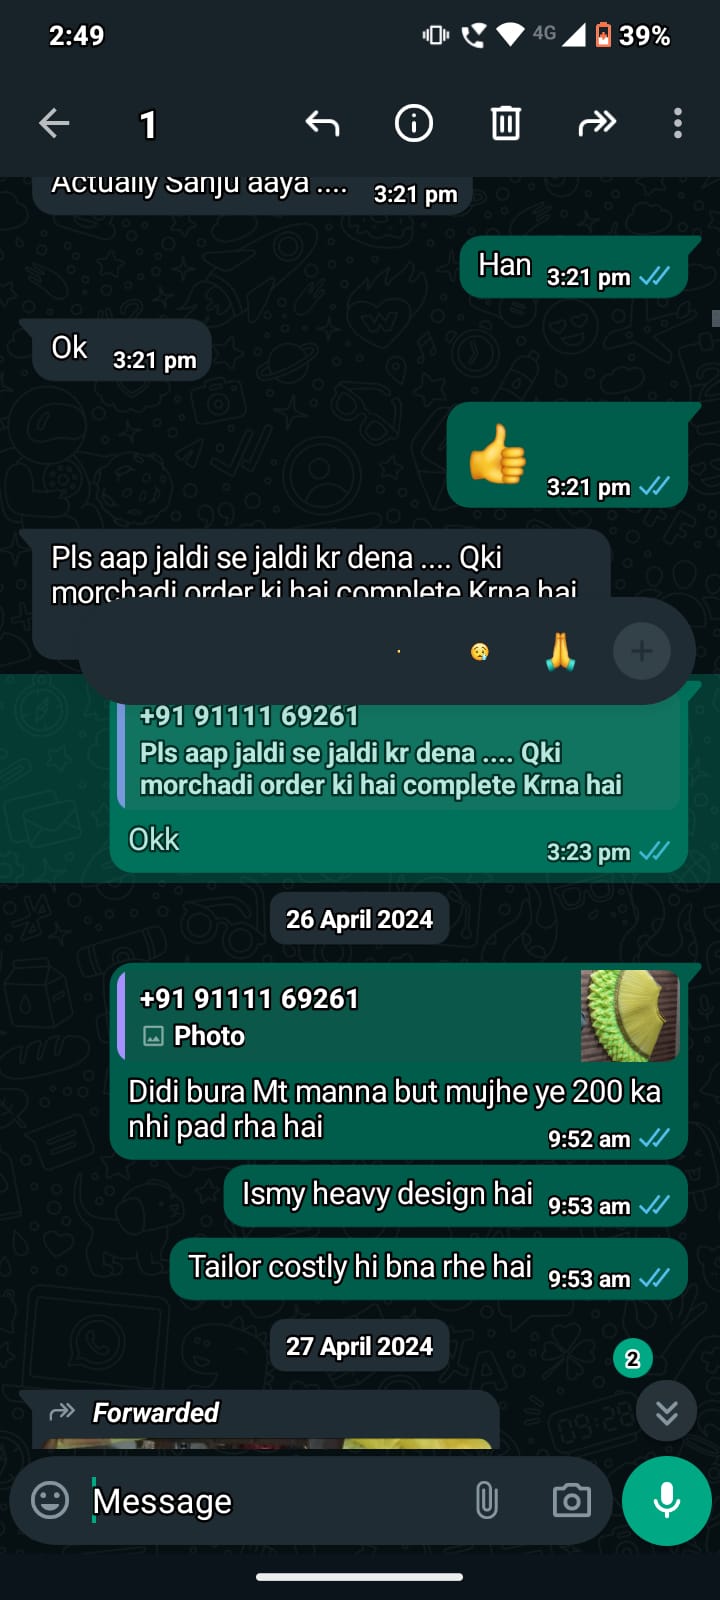 2:49
4G
39%
1
Actually Sanju aaya .... 3:21 pm
Han 3:21 pm
Ok 3:21 pm
3:21 pm
Pls aap jaldi se jaldi kr dena .... Qki
morchadi order ki hai complete Krna hai
+91 91111 69261
Pls aap jaldi se jaldi kr dena .... Qki
morchadi order ki hai complete Krna hai
Okk
3:23 pm
26 April 2024
+91 91111 69261
Photo
Didi bura Mt manna but mujhe ye 200 ka
nhi pad rha hai
9:52 am
Ismy heavy design hai 9:53 am
Tailor costly hi bna rhe hai 9:53 am
27 April 2024
2
Forwarded
Message